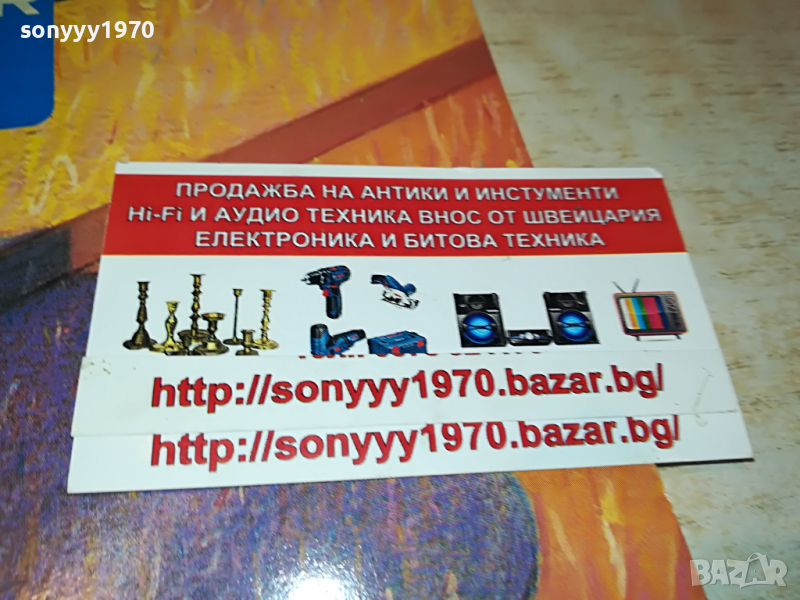 sonyyy1970
ПРОДАЖБА НА АНТИКИ И ИНСТУМЕНТИ
Hi-Fi И АУДИО ТЕХНИКА ВНОС ОТ ШВЕЙЦАРИЯ
ЕЛЕКТРОНИКА И БИТОВА ТЕХНИКА
http://sonyyy1970.bazar.bg/
http://sonyyy1970.bazar.bg/
BAZAR